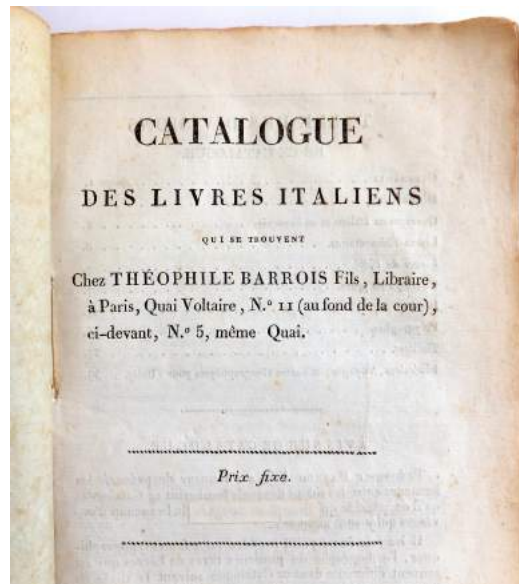 CATALOGUE
DES LIVRES ITALIENS
QUI SE TROUVENT
Chez THÉOPHILE BARROIS Fils, Libraire,
à Paris, Quai Voltaire, N.º 11 (au fond de la cour),
ci-devant, N.º 5, même Quai.
Prix fixe.